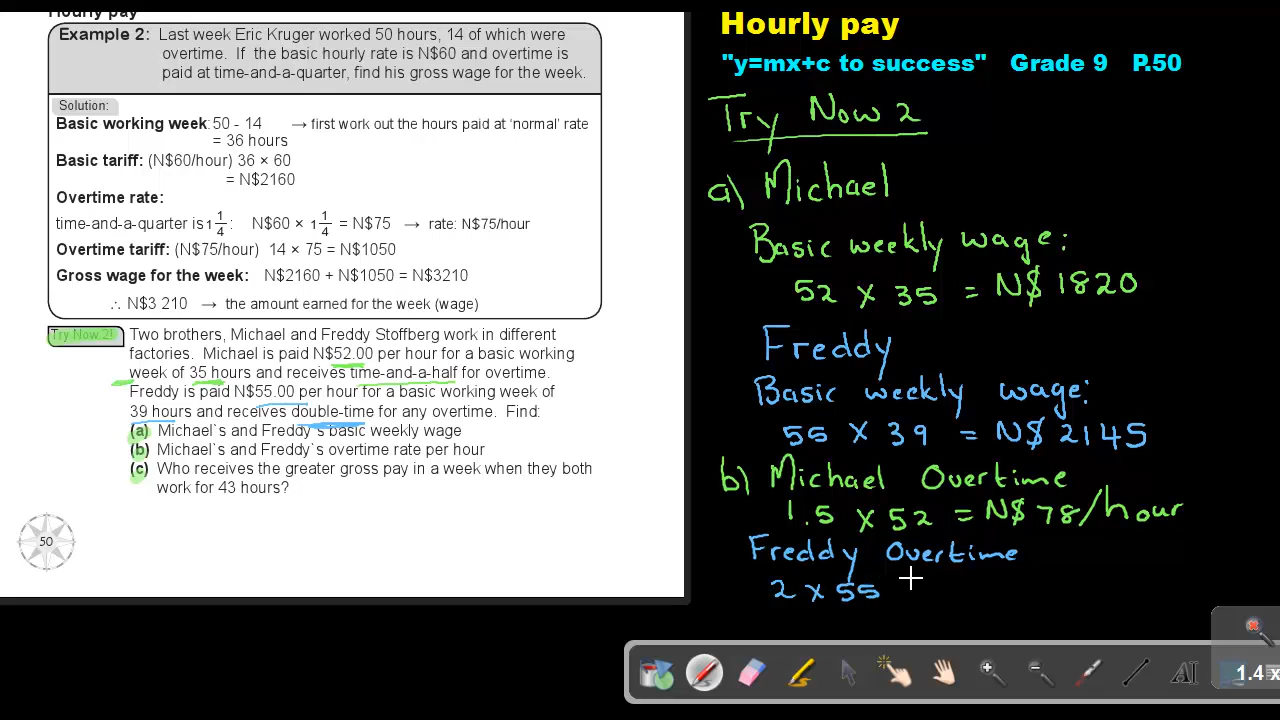 Hourly pay
Example 2: Last week Eric Kruger worked 50 hours, 14 of which were
overtime. If the basic hourly rate is N$60 and overtime is
paid at time-and-a-quarter, find his gross wage for the week.
Solution:
Basic working week: 50 - 14 → first work out the hours paid at ‘normal’ rate
= 36 hours
Basic tariff: (N$60/hour) 36 × 60
= N$2160
Overtime rate:
time-and-a-quarter is 1 1/4 : N$60 × 1 1/4 = N$75 → rate: N$75/hour
Overtime tariff: (N$75/hour) 14 × 75 = N$1050
Gross wage for the week: N$2160 + N$1050 = N$3210
∴ N$3 210 → the amount earned for the week (wage)
Try Now 2! Two brothers, Michael and Freddy Stoffberg work in different
factories. Michael is paid N$52.00 per hour for a basic working
week of 35 hours and receives time-and-a-half for overtime.
Freddy is paid N$55.00 per hour for a basic working week of
39 hours and receives double-time for any overtime. Find:
(a) Michael`s and Freddy`s basic weekly wage
(b) Michael`s and Freddy`s overtime rate per hour
(c) Who receives the greater gross pay in a week when they both
work for 43 hours?
50
Hourly pay
"y=mx+c to success" Grade 9 P.50
Try Now 2
a) Michael
Basic weekly wage:
52 x 35 = N$ 1820
Freddy
Basic weekly wage:
55 x 39 = N$ 2145
b) Michael Overtime
1.5 x 52 = N$ 78/hour
Freddy Overtime
2 x 55
1.4 x